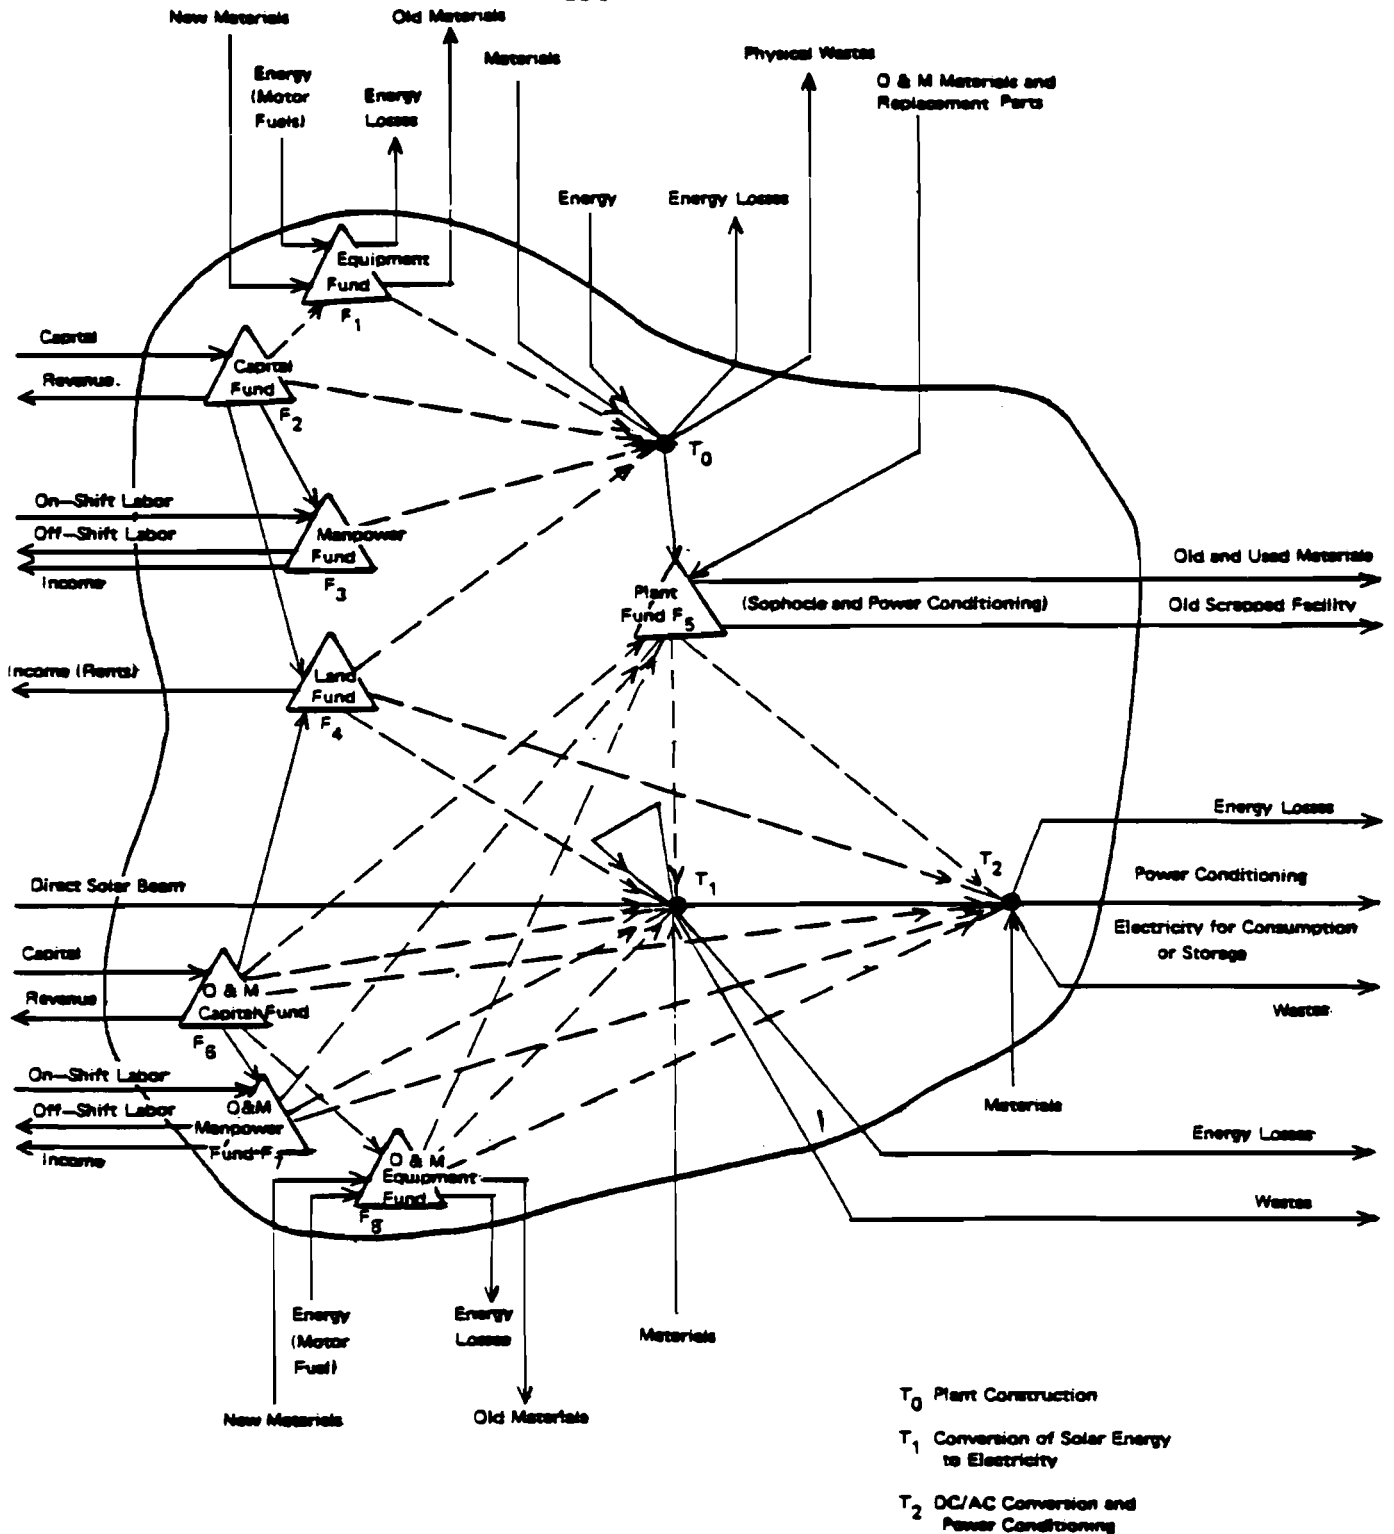 New Materials
Old Materials
Materials
Physical Wastes
O & M Materials and
Replacement Parts
Energy
(Motor
Fuels)
Energy
Losses
Energy
Energy Losses
Equipment
Fund
F1
Capital
Revenue.
Capital
Fund
F2
T0
On-Shift Labor
Off-Shift Labor
Income
Manpower
Fund
F3
Plant
Fund F5
(Sophocle and Power Conditioning)
Old and Used Materials
Old Scrapped Facility
Income (Rents)
Land
Fund
F4
Energy Losses
Direct Solar Beam
T1
T2
Power Conditioning
Electricity for Consumption
or Storage
Wastes
Capital
Revenue
O & M
Capital Fund
F6
On-Shift Labor
Off-Shift Labor
Income
O&M
Manpower
Fund F7
O & M
Equipment
Fund
F8
Materials
Energy Losses
Wastes
Energy
(Motor
Fuel)
Energy
Losses
Materials
New Materials
Old Materials
T0 Plant Construction
T1 Conversion of Solar Energy
to Electricity
T2 DC/AC Conversion and
Power Conditioning